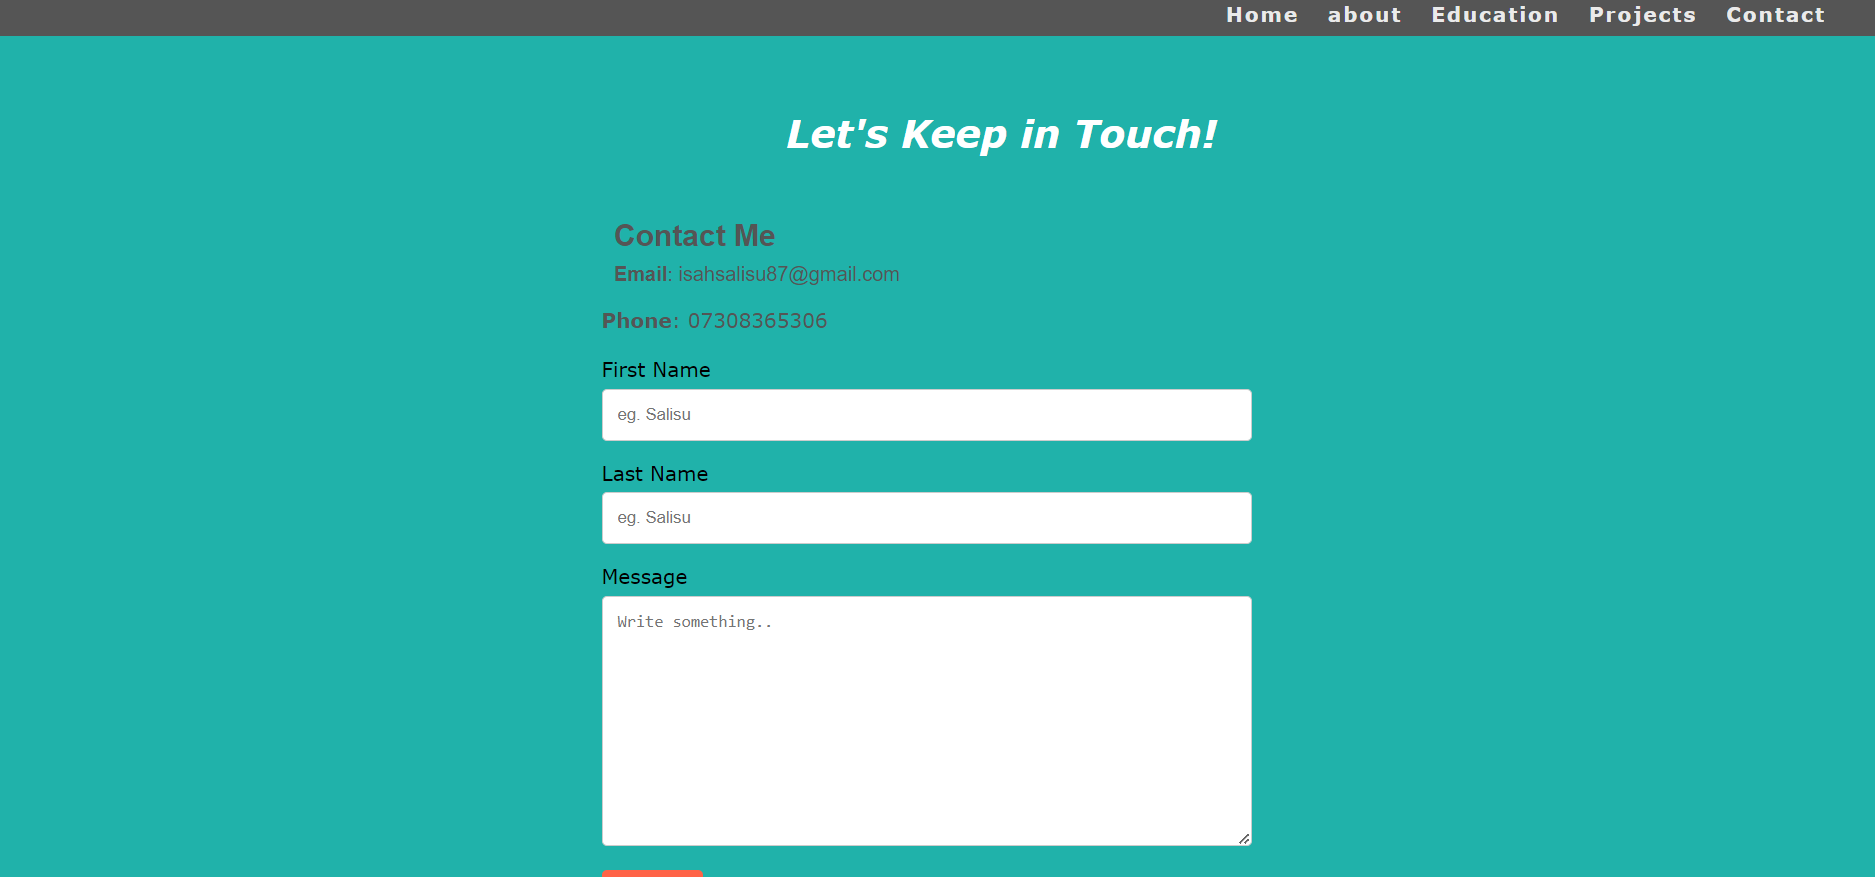 Home about Education Projects Contact
Let's Keep in Touch!
Contact Me
Email: isahsalisu87@gmail.com
Phone: 07308365306
First Name
eg. Salisu
Last Name
eg. Salisu
Message
Write something..